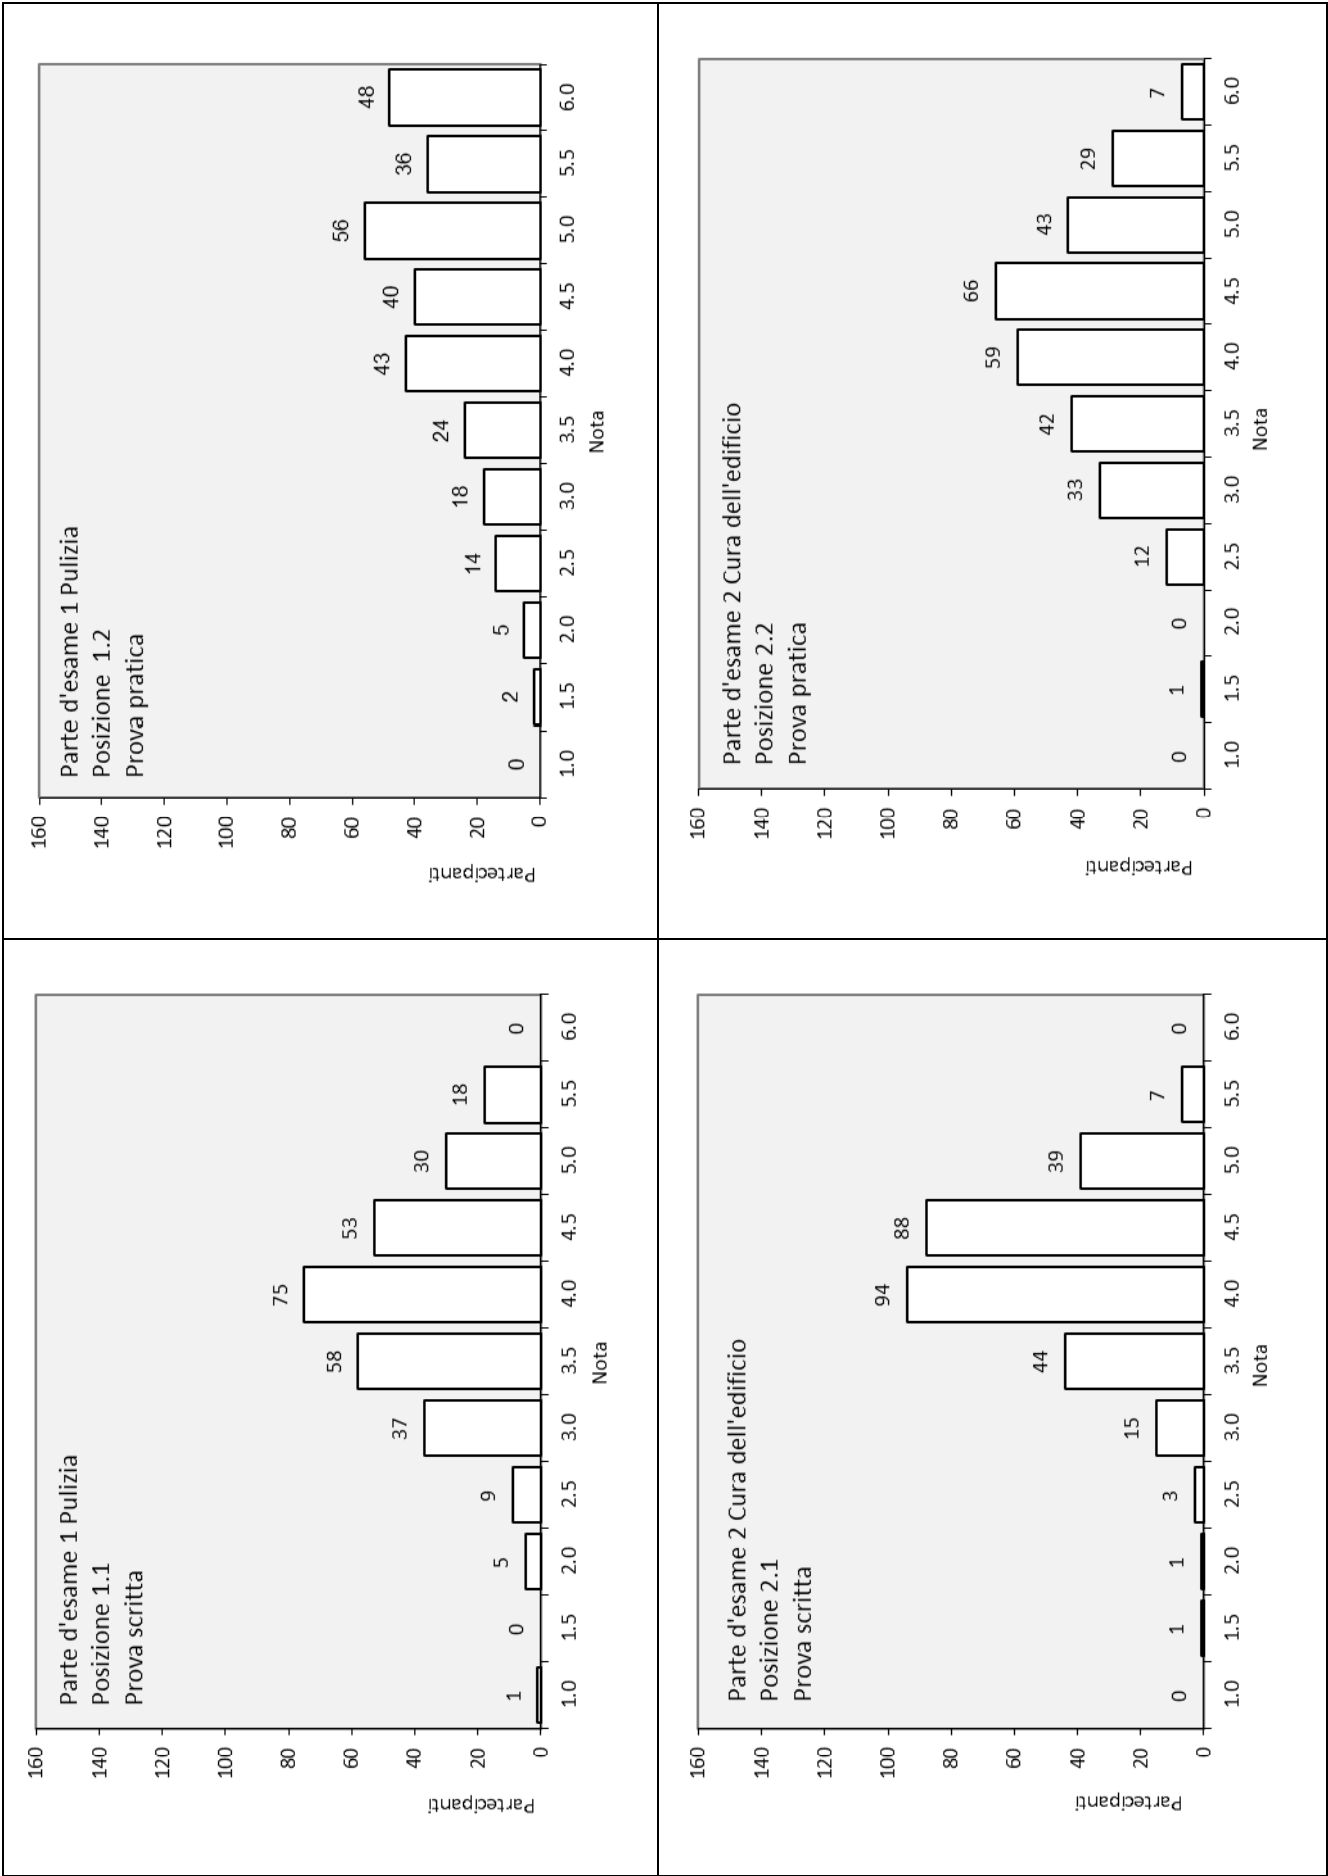 Parte d'esame 1 Pulizia
Posizione 1.1
Prova scritta
Partecipanti
160
140
120
100
80
60
40
20
0
1 0 5 9 37 58 75 53 30 18 0
1.0 1.5 2.0 2.5 3.0 3.5 4.0 4.5 5.0 5.5 6.0
Nota
Parte d'esame 1 Pulizia
Posizione 1.2
Prova pratica
Partecipanti
160
140
120
100
80
60
40
20
0
0 2 5 14 18 24 43 40 56 36 48
1.0 1.5 2.0 2.5 3.0 3.5 4.0 4.5 5.0 5.5 6.0
Nota
Parte d'esame 2 Cura dell'edificio
Posizione 2.1
Prova scritta
Partecipanti
160
140
120
100
80
60
40
20
0
0 1 1 3 15 44 94 88 39 7 0
1.0 1.5 2.0 2.5 3.0 3.5 4.0 4.5 5.0 5.5 6.0
Nota
Parte d'esame 2 Cura dell'edificio
Posizione 2.2
Prova pratica
Partecipanti
160
140
120
100
80
60
40
20
0
0 1 0 12 33 42 59 66 43 29 7
1.0 1.5 2.0 2.5 3.0 3.5 4.0 4.5 5.0 5.5 6.0
Nota